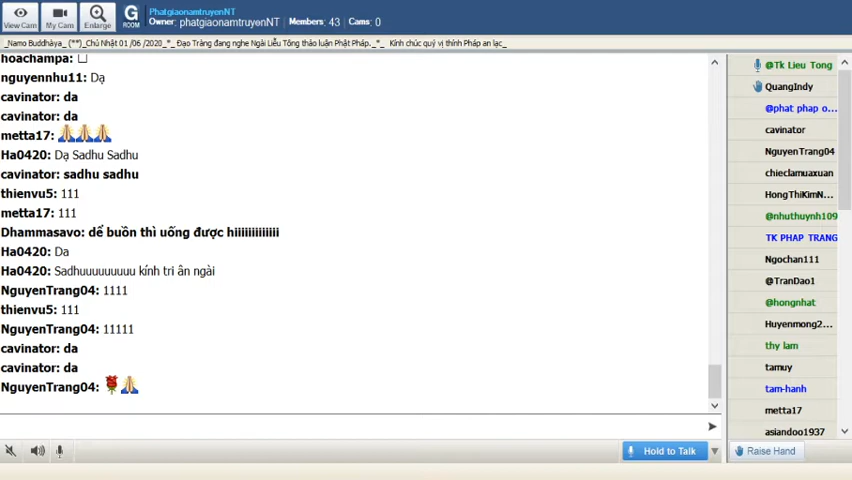 View Cam
My Cam
Enlarge
G
ROOM
PhatgiaonamtruyenNT
Owner: phatgiaonamtruyenNT Members: 43 Cams: 0
_Namo Buddhàya_ (**)_Chủ Nhật 01 /06 /2020_*_ Đạo Tràng đang nghe Ngài Liễu Tông thảo luận Phật Pháp._*_ Kính chúc quý vị thính Pháp an lạc_
hoachampa:
nguyennhu11: Dạ
cavinator: da
cavinator: da
metta17: 🙏🙏🙏
Ha0420: Dạ Sadhu Sadhu
cavinator: sadhu sadhu
thienvu5: 111
metta17: 111
Dhammasavo: dể buồn thì uống được hiiiiiiiiiiiii
Ha0420: Da
Ha0420: Sadhuuuuuuuuu kính tri ân ngài
NguyenTrang04: 1111
thienvu5: 111
NguyenTrang04: 11111
cavinator: da
cavinator: da
NguyenTrang04: 🌹🙏
Hold to Talk
@Tk Lieu Tong
QuangIndy
@phat phap o...
cavinator
NguyenTrang04
chieclamuaxuan
HongThiKimN...
@nhuthuynh109
TK PHAP TRANG
Ngochan111
@TranDao1
@hongnhat
Huyenmong2...
thy lam
tamuy
tam-hanh
metta17
asiandoo1937
Raise Hand